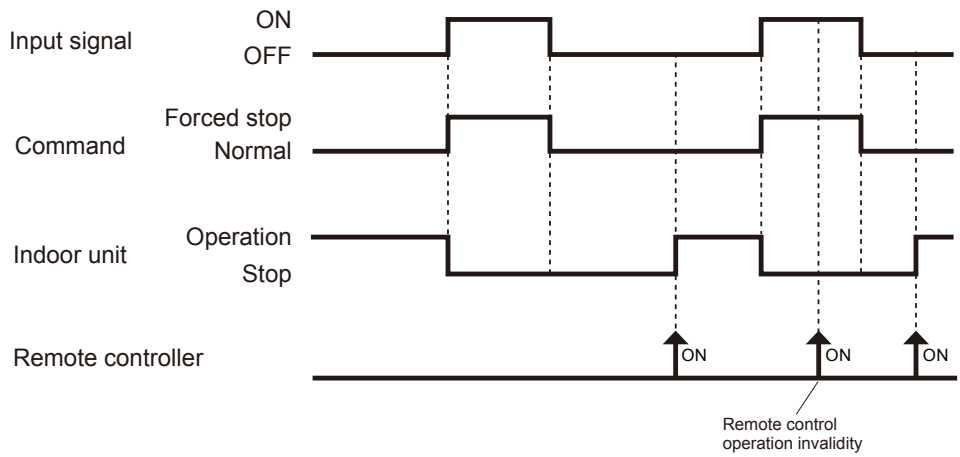 Input signal
ON
OFF
Command
Forced stop
Normal
Indoor unit
Operation
Stop
Remote controller
ON
ON
ON
Remote control
operation invalidity